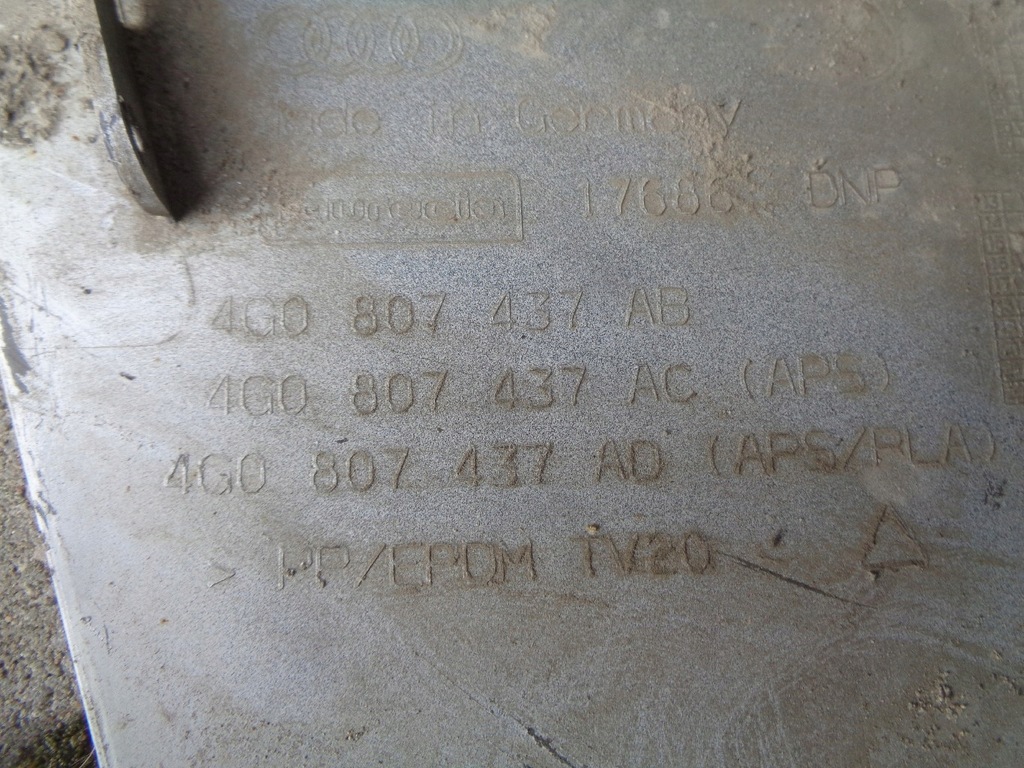 Made in Germany
17686 DNP
4G0 807 437 AB
4G0 807 437 AC (APS)
4G0 807 437 AD (APS/PLA)
> PP/EPDM TV20 <